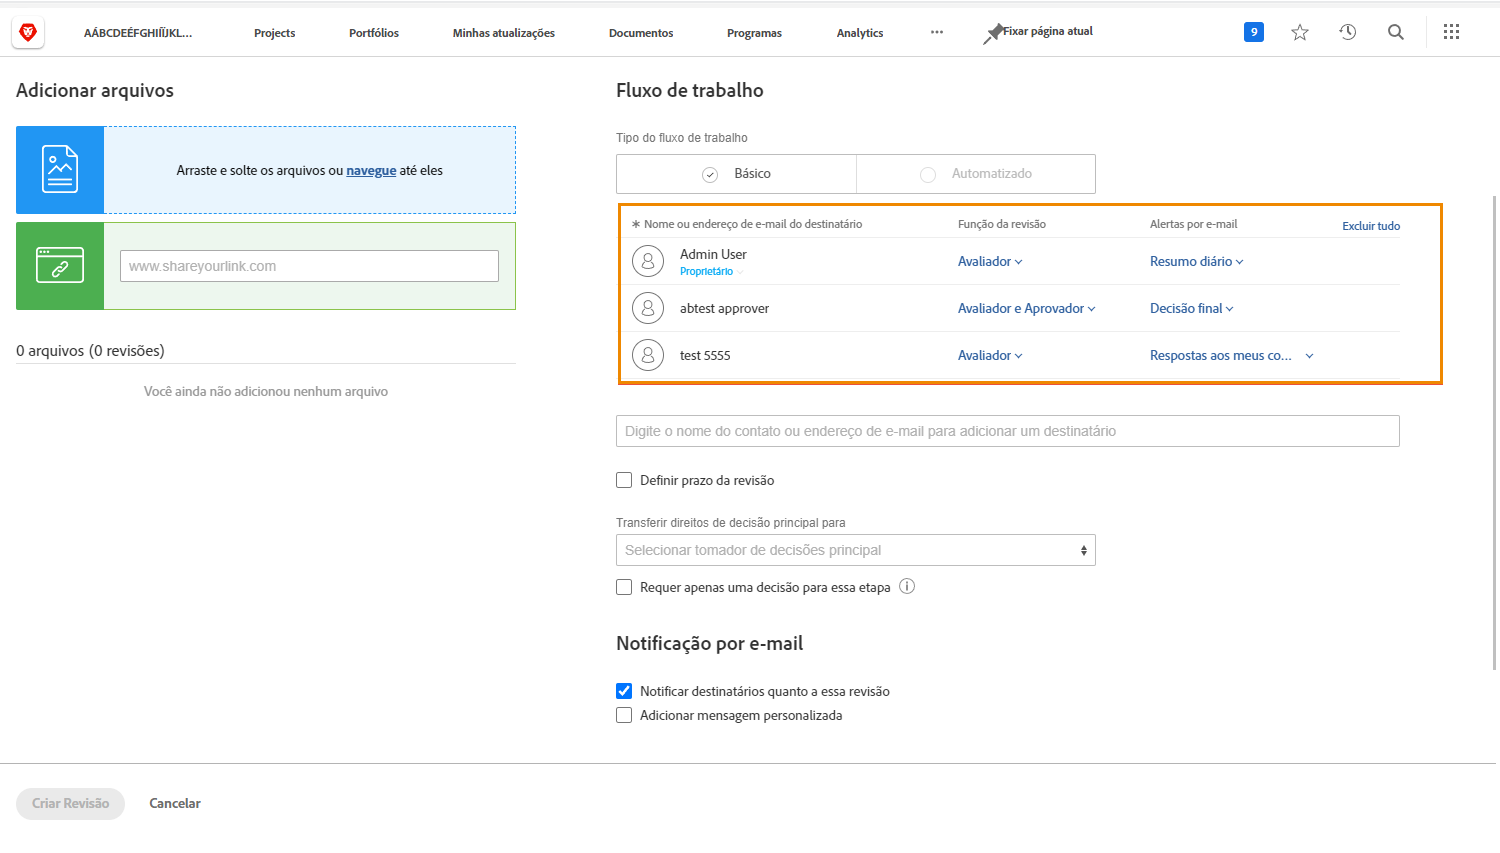 AÁBCDEÉFGHIÍÏJKL...
Projects
Portfólios
Minhas atualizações
Documentos
Programas
Analytics
Fixar página atual
9
Adicionar arquivos
Arraste e solte os arquivos ou navegue até eles
www.shareyourlink.com
0 arquivos (0 revisões)
Você ainda não adicionou nenhum arquivo
Fluxo de trabalho
Tipo do fluxo de trabalho
Básico
Automatizado
* Nome ou endereço de e-mail do destinatário
Função da revisão
Alertas por e-mail
Excluir tudo
Admin User
Proprietário
Avaliador
Resumo diário
abtest approver
Avaliador e Aprovador
Decisão final
test 5555
Avaliador
Respostas aos meus co...
Digite o nome do contato ou endereço de e-mail para adicionar um destinatário
Definir prazo da revisão
Transferir direitos de decisão principal para
Selecionar tomador de decisões principal
Requer apenas uma decisão para essa etapa
Notificação por e-mail
Notificar destinatários quanto a essa revisão
Adicionar mensagem personalizada
Criar Revisão
Cancelar